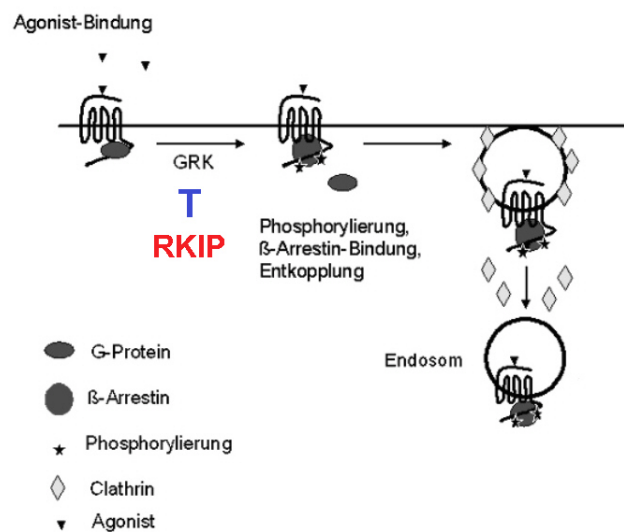 Agonist-Bindung
GRK
RKIP
Phosphorylierung,
ß-Arrestin-Bindung,
Entkopplung
Endosom
G-Protein
ß-Arrestin
Phosphorylierung
Clathrin
Agonist